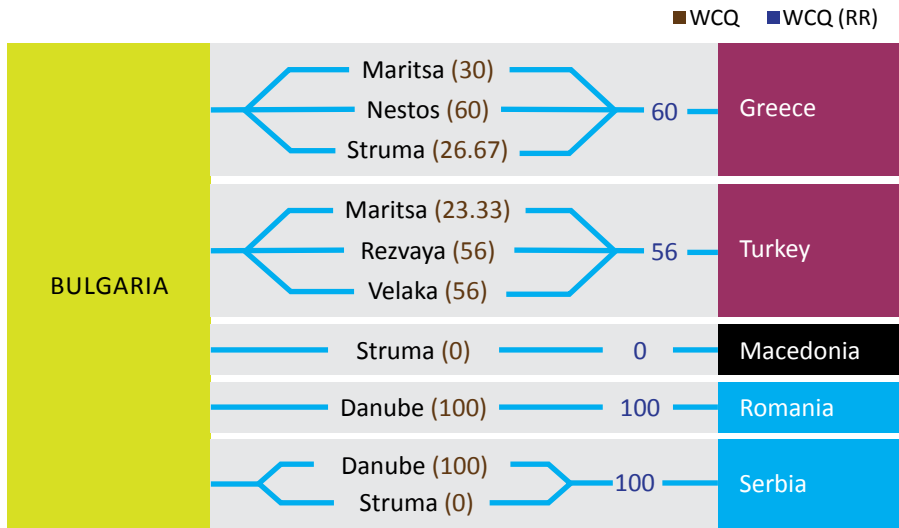 WCQ WCQ (RR)
BULGARIA
Maritsa (30)
Nestos (60)
Struma (26.67)
60
Greece
Maritsa (23.33)
Rezvaya (56)
Velaka (56)
56
Turkey
Struma (0)
0
Macedonia
Danube (100)
100
Romania
Danube (100)
Struma (0)
100
Serbia